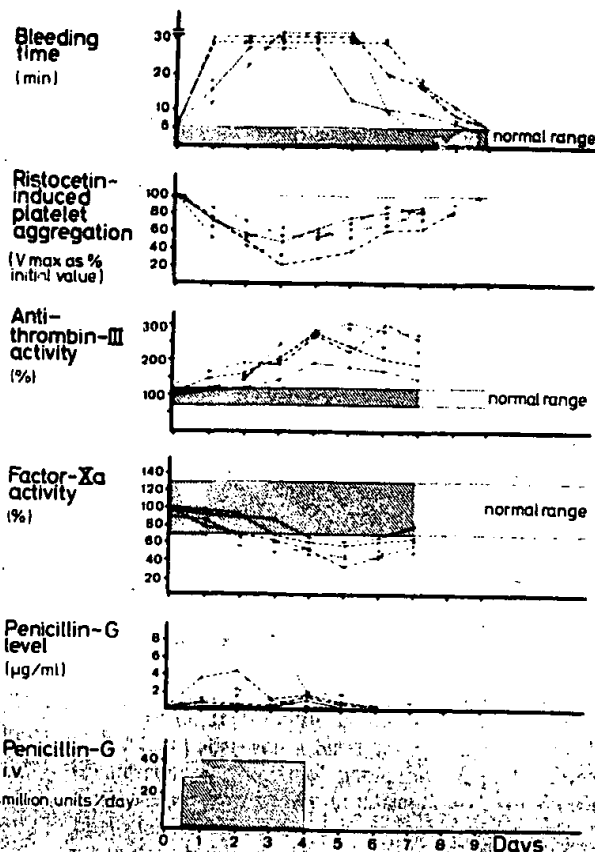 Bleeding
time
(min)
30
20
10
6
normal range
Ristocetin-
induced
platelet
aggregation
(V max as %
initial value)
100
80
60
40
20
Anti-
thrombin-III
activity
(%)
300
200
100
normal range
Factor-Xa
activity
(%)
140
120
100
80
60
40
20
normal range
Penicillin-G
level
(µg/ml)
8
6
4
2
Penicillin-G
I.V.
million units/day
40
20
0 1 2 3 4 5 6 7 8 9 Days